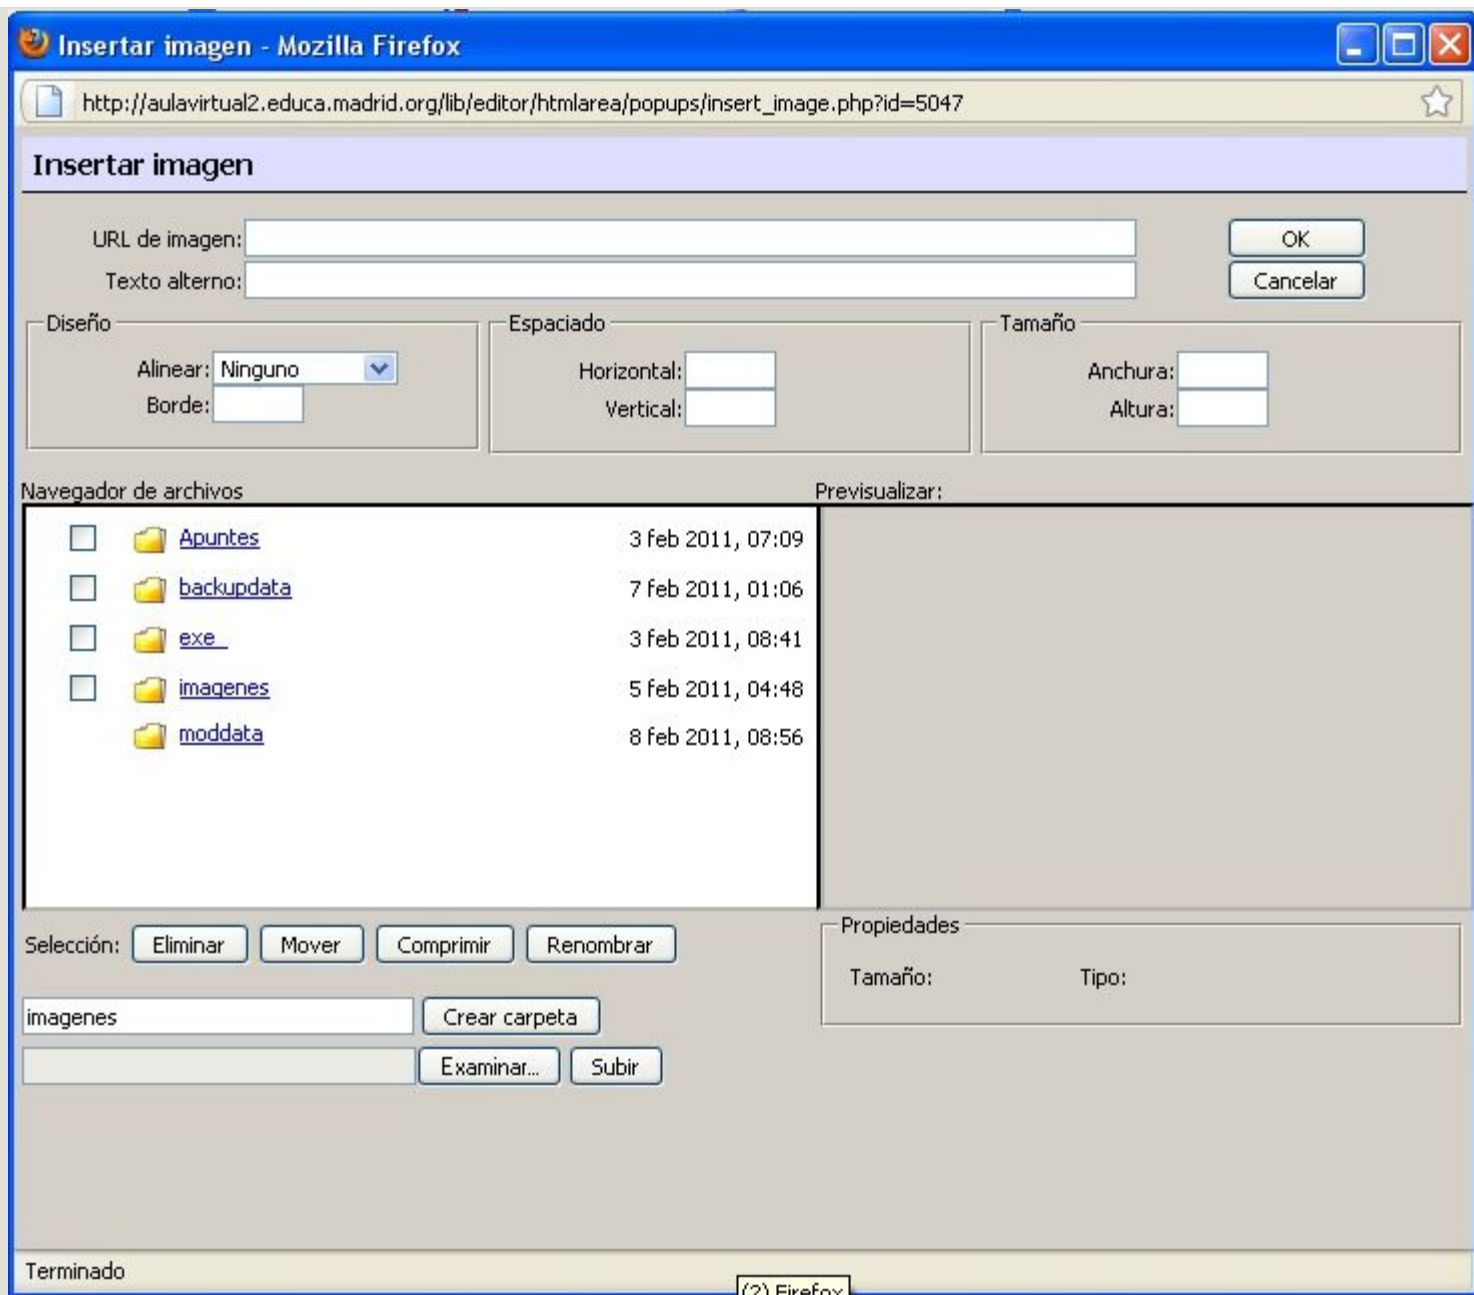 Insertar imagen - Mozilla Firefox
http://aulavirtual2.educa.madrid.org/lib/editor/htmlarea/popups/insert_image.php?id=5047
Insertar imagen
URL de imagen: OK
Texto alterno: Cancelar
Diseño Espaciado Tamaño
Alinear: Ninguno Horizontal: Anchura:
Borde: Vertical: Altura:
Navegador de archivos Previsualizar:
Apuntes 3 feb 2011, 07:09
backupdata 7 feb 2011, 01:06
exe_ 3 feb 2011, 08:41
imagenes 5 feb 2011, 04:48
moddata 8 feb 2011, 08:56
Selección: Eliminar Mover Comprimir Renombrar
Propiedades
Tamaño: Tipo:
imagenes Crear carpeta
Examinar... Subir
Terminado
(2) Firefox